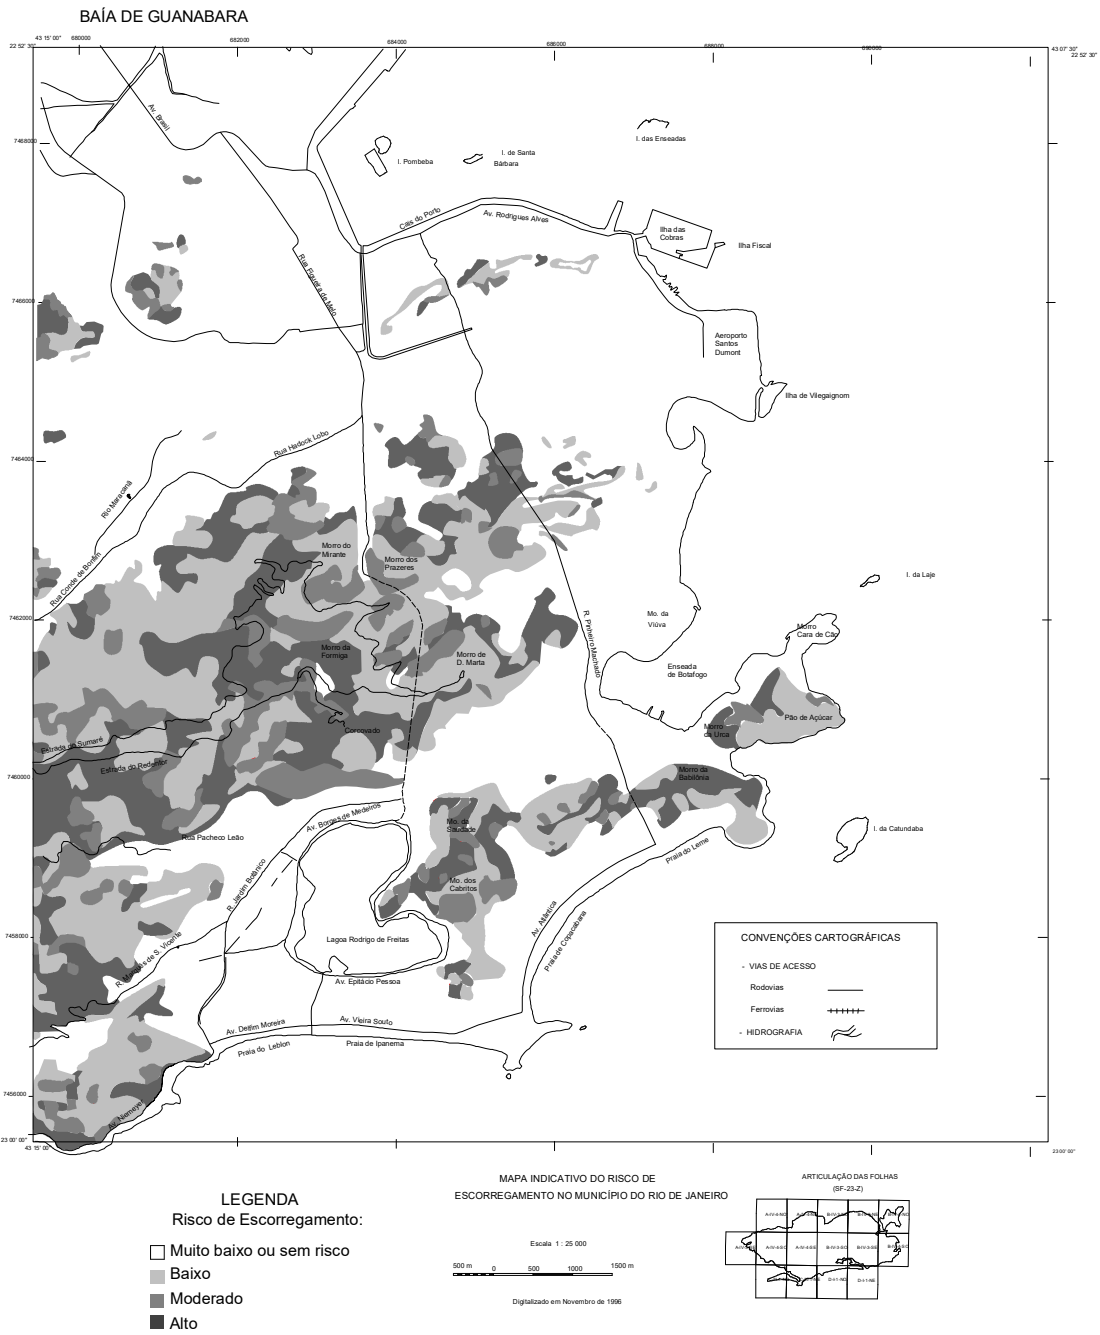 BAÍA DE GUANABARA
22 52' 30"
43 15' 00"
680000
682000
684000
686000
43 07' 30"
22 52' 30"
Av. Brasil
7468000
I. Pombeba
I. de Santa
Bárbara
I. das Enseadas
Cais do Porto
Av. Rodrigues Alves
Ilha das
Cobras
Ilha Fiscal
Rua Figueira de Melo
7466000
Aeroporto
Santos
Dumont
Ilha de Vilegaignom
Rua Hadock Lobo
7464000
Rio Maracanã
Rua Conde de Bonfim
Morro do
Mirante
Morro dos
Prazeres
I. da Laje
7462000
R. Pinheiro Machado
Mo. da
Viúva
Morro
Cara de Cão
Morro da
Formiga
Morro de
D. Marta
Enseada
de Botafogo
Pão de Açúcar
Morro
da Urca
Corcovado
Estrada do Sumaré
Estrada do Redentor
7460000
Morro da
Babilônia
Av. Borges de Medeiros
Mo. da
Saudade
Rua Pacheco Leão
I. da Catundaba
Praia do Leme
R. Jardim Botânico
Mo. dos
Cabritos
Av. Atlântica
Praia de Copacabana
7458000
Lagoa Rodrigo de Freitas
R. Marquês de S. Vicente
Av. Epitácio Pessoa
CONVENÇÕES CARTOGRÁFICAS
- VIAS DE ACESSO
Rodovias
Ferrovias
- HIDROGRAFIA
Av. Delfim Moreira
Av. Vieira Souto
Praia do Leblon
Praia de Ipanema
7456000
Av. Niemeyer
23 00' 00"
43 15' 00"
23 00' 00"
LEGENDA
Risco de Escorregamento:
Muito baixo ou sem risco
Baixo
Moderado
Alto
MAPA INDICATIVO DO RISCO DE
ESCORREGAMENTO NO MUNICÍPIO DO RIO DE JANEIRO
Escala 1 : 25 000
500 m 0 500 1000 1500 m
Digitalizado em Novembro de 1996
ARTICULAÇÃO DAS FOLHAS
(SF-23-Z)